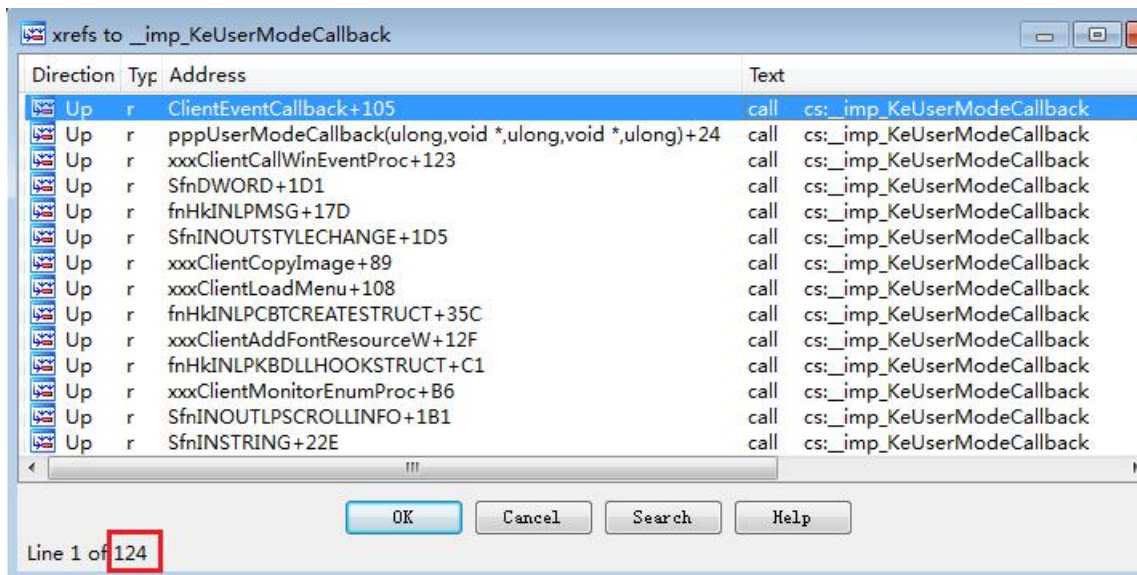 xrefs to __imp_KeUserModeCallback
Direction Typ Address Text
Up r ClientEventCallback+105 call cs:__imp_KeUserModeCallback
Up r pppUserModeCallback(ulong,void *,ulong,void *,ulong)+24 call cs:__imp_KeUserModeCallback
Up r xxxClientCallWinEventProc+123 call cs:__imp_KeUserModeCallback
Up r SfnDWORD+1D1 call cs:__imp_KeUserModeCallback
Up r fnHkINLPMSG+17D call cs:__imp_KeUserModeCallback
Up r SfnINOUTSTYLECHANGE+1D5 call cs:__imp_KeUserModeCallback
Up r xxxClientCopyImage+89 call cs:__imp_KeUserModeCallback
Up r xxxClientLoadMenu+108 call cs:__imp_KeUserModeCallback
Up r fnHkINLPCBTCREATESTRUCT+35C call cs:__imp_KeUserModeCallback
Up r xxxClientAddFontResourceW+12F call cs:__imp_KeUserModeCallback
Up r fnHkINLPKBDLLHOOKSTRUCT+C1 call cs:__imp_KeUserModeCallback
Up r xxxClientMonitorEnumProc+B6 call cs:__imp_KeUserModeCallback
Up r SfnINOUTLPSCROLLINFO+1B1 call cs:__imp_KeUserModeCallback
Up r SfnINSTRING+22E call cs:__imp_KeUserModeCallback
OK Cancel Search Help
Line 1 of 124